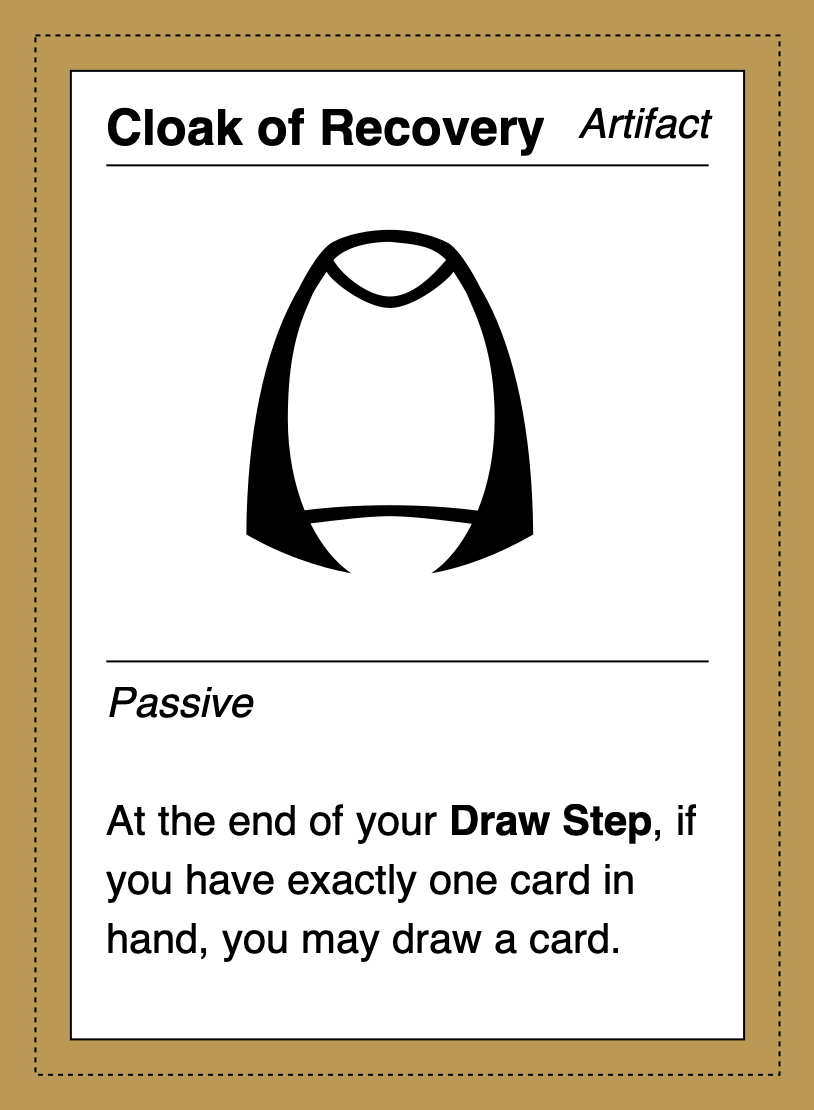 Cloak of Recovery Artifact
Passive
At the end of your Draw Step, if
you have exactly one card in
hand, you may draw a card.